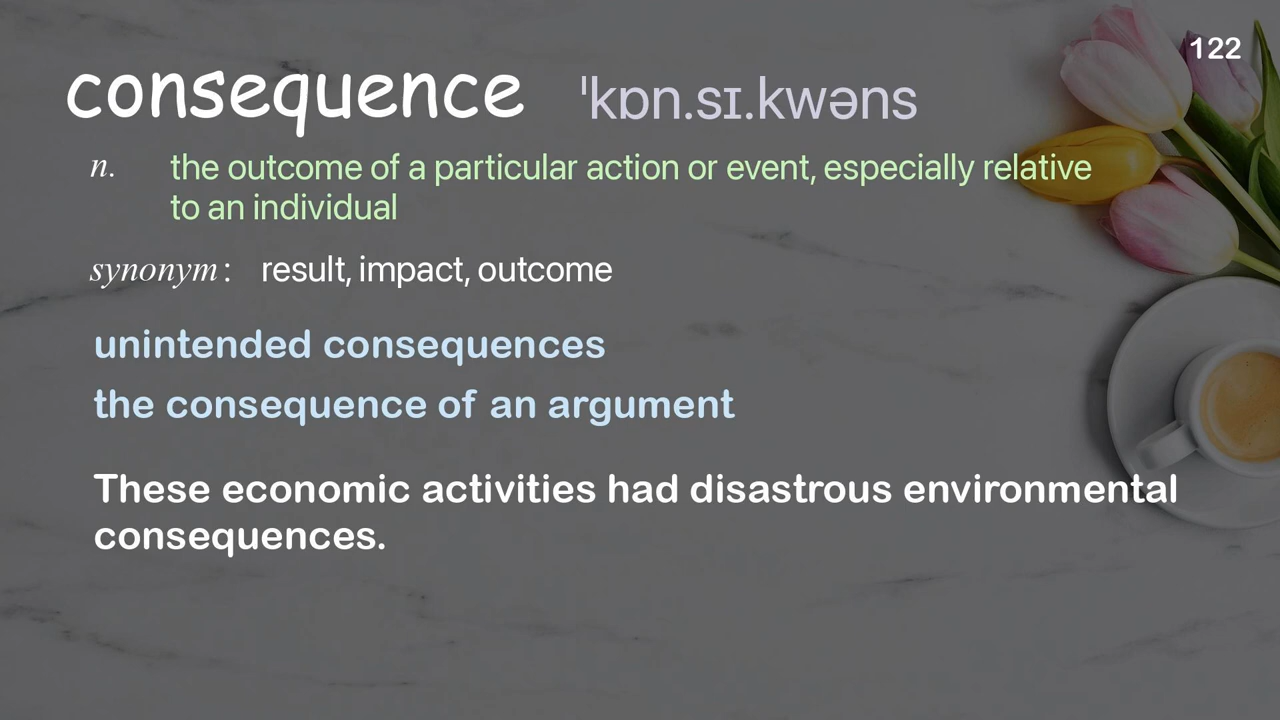 122
consequence ˈkɒn.sɪ.kwəns
n. the outcome of a particular action or event, especially relative
to an individual
synonym: result, impact, outcome
unintended consequences
the consequence of an argument
These economic activities had disastrous environmental
consequences.